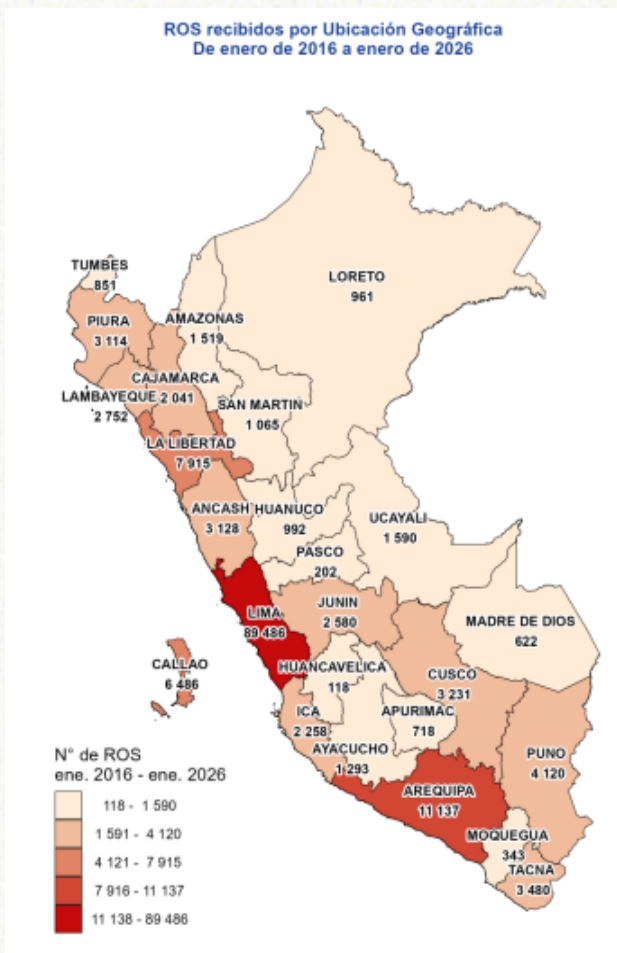 ROS recibidos por Ubicación Geográfica
De enero de 2016 a enero de 2026
TUMBES
851
LORETO
961
PIURA
3 114
AMAZONAS
1 519
CAJAMARCA
2 041
LAMBAYEQUE
2 752
SAN MARTIN
1 065
LA LIBERTAD
7 915
ANCASH
3 128
HUANUCO
992
UCAYALI
1 590
PASCO
202
LIMA
89 486
JUNIN
2 580
MADRE DE DIOS
622
CALLAO
6 486
HUANCAVELICA
118
CUSCO
3 231
ICA
2 258
APURIMAC
718
AYACUCHO
1 293
PUNO
4 120
AREQUIPA
11 137
MOQUEGUA
343
TACNA
3 480
N° de ROS
ene. 2016 - ene. 2026
118 - 1 590
1 591 - 4 120
4 121 - 7 915
7 916 - 11 137
11 138 - 89 486